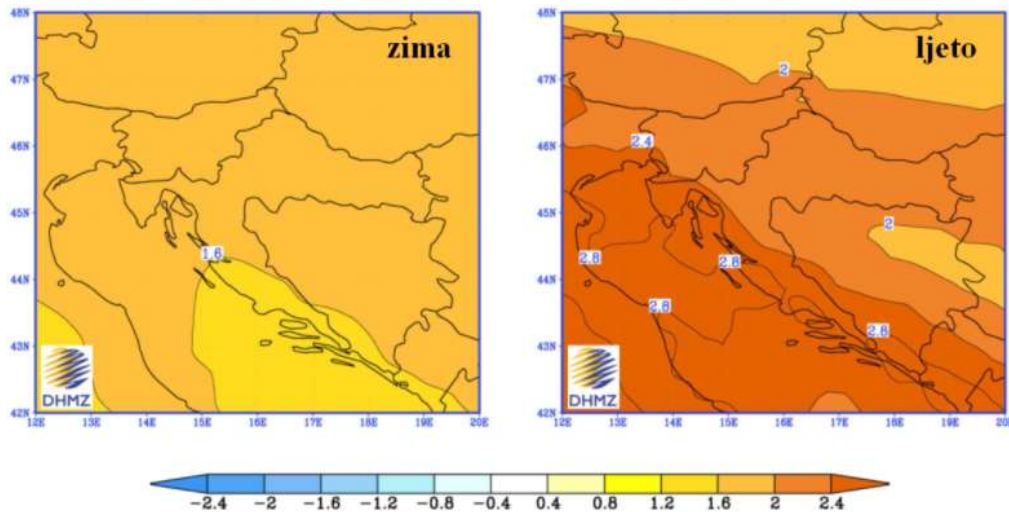 zima
48N
47N
46N
45N
44N
43N
42N
1.6
DHMZ
12E 13E 14E 15E 16E 17E 18E 19E 20E
ljeto
48N
47N
46N
45N
44N
43N
42N
2
2.4
2
2.8
2.8
2.8
2.8
DHMZ
12E 13E 14E 15E 16E 17E 18E 19E 20E
-2.4 -2 -1.6 -1.2 -0.8 -0.4 0.4 0.8 1.2 1.6 2 2.4